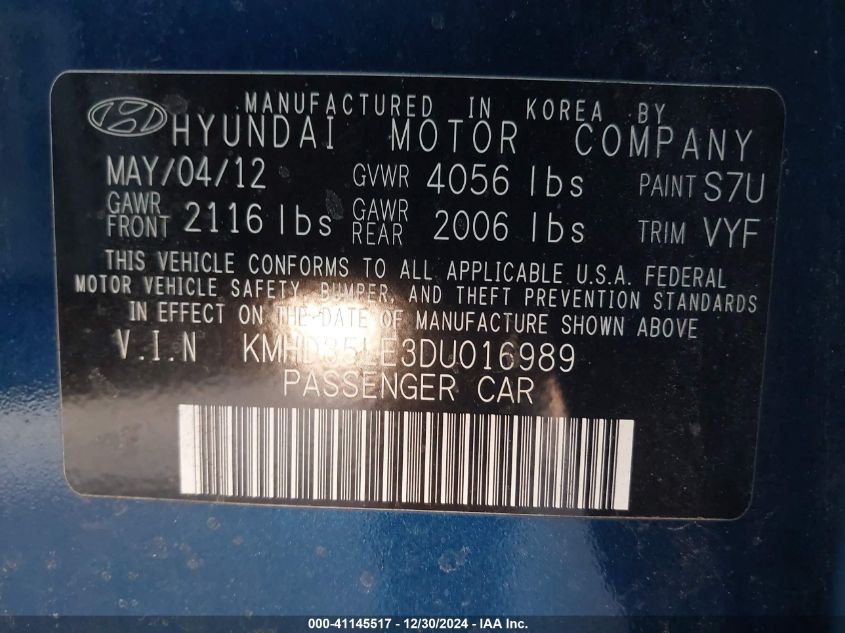 MANUFACTURED IN KOREA BY
HYUNDAI MOTOR COMPANY
MAY/04/12 GVWR 4056 lbs PAINT S7U
GAWR FRONT 2116 lbs GAWR REAR 2006 lbs TRIM VYF
THIS VEHICLE CONFORMS TO ALL APPLICABLE U.S.A. FEDERAL
MOTOR VEHICLE SAFETY, BUMPER, AND THEFT PREVENTION STANDARDS
IN EFFECT ON THE DATE OF MANUFACTURE SHOWN ABOVE
V.I.N KMHD35LE3DU016989
PASSENGER CAR
000-41145517 - 12/30/2024 - IAA Inc.